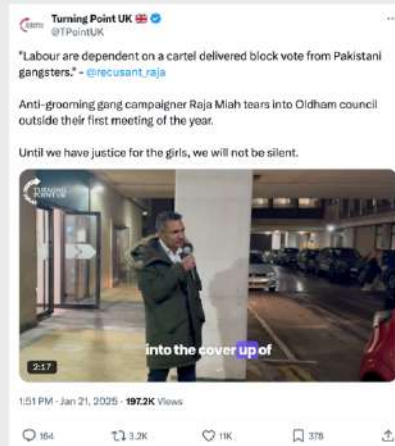 Turning Point UK
@TPointUK
"Labour are dependent on a cartel delivered block vote from Pakistani
gangsters." - @recusant_raja
Anti-grooming gang campaigner Raja Miah tears into Oldham council
outside their first meeting of the year.
Until we have justice for the girls, we will not be silent.
TURNING
POINT UK
into the cover up of
2:17
1:51 PM · Jan 21, 2025 · 197.2K Views
164 3.2K 11K 378